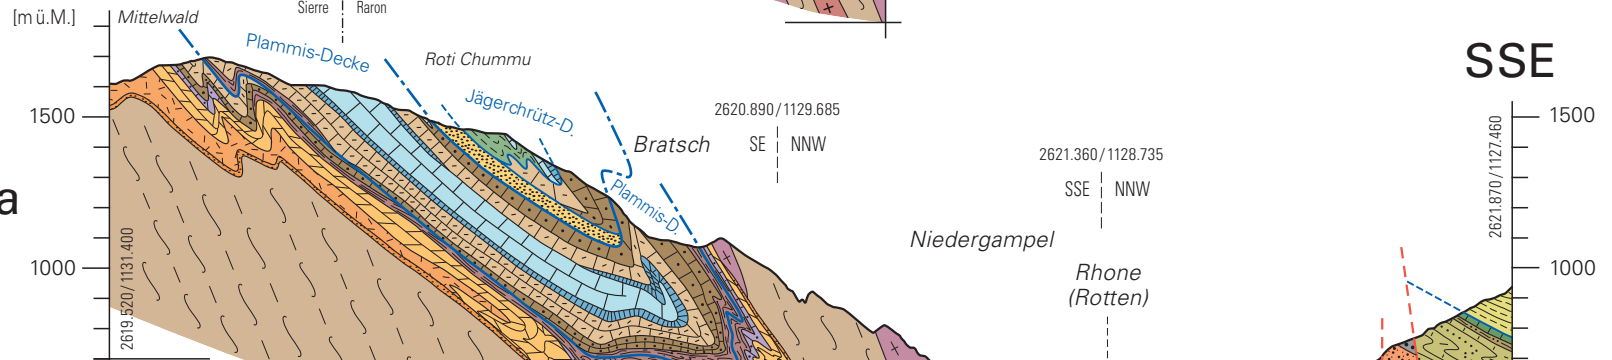 [m ü.M.]
Mittelwald
Sierre
Raron
Plammis-Decke
Roti Chummu
SSE
Jägerchrütz-D.
1500
2620.890/1129.685
1500
Bratsch
SE
NNW
2621.360/1128.735
SSE
NNW
2621.870/1127.460
a
Plammis-D.
Niedergampel
1000
2619.520/1131.400
Rhone
(Rotten)
1000